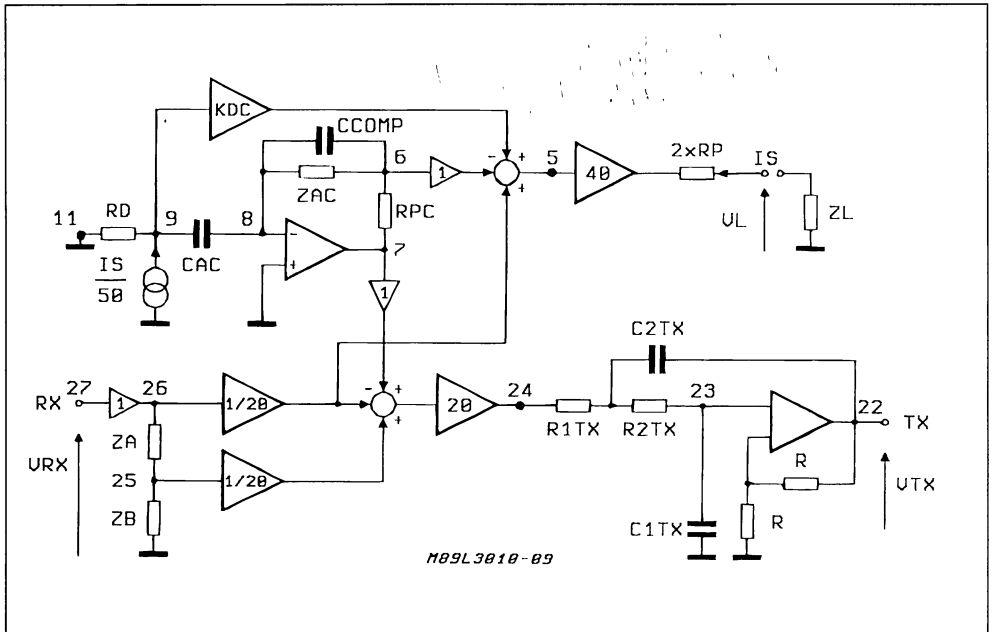 KDC
CCOMP
6
5
2xRP
IS
1
40
11
RD
9
8
ZAC
RPC
VL
ZL
CAC
7
IS
50
1
C2TX
RX
27
1
26
1/20
20
24
23
22
TX
ZA
R1TX
R2TX
VRX
25
1/20
R
VTX
ZB
C1TX
R
M89L3010-09